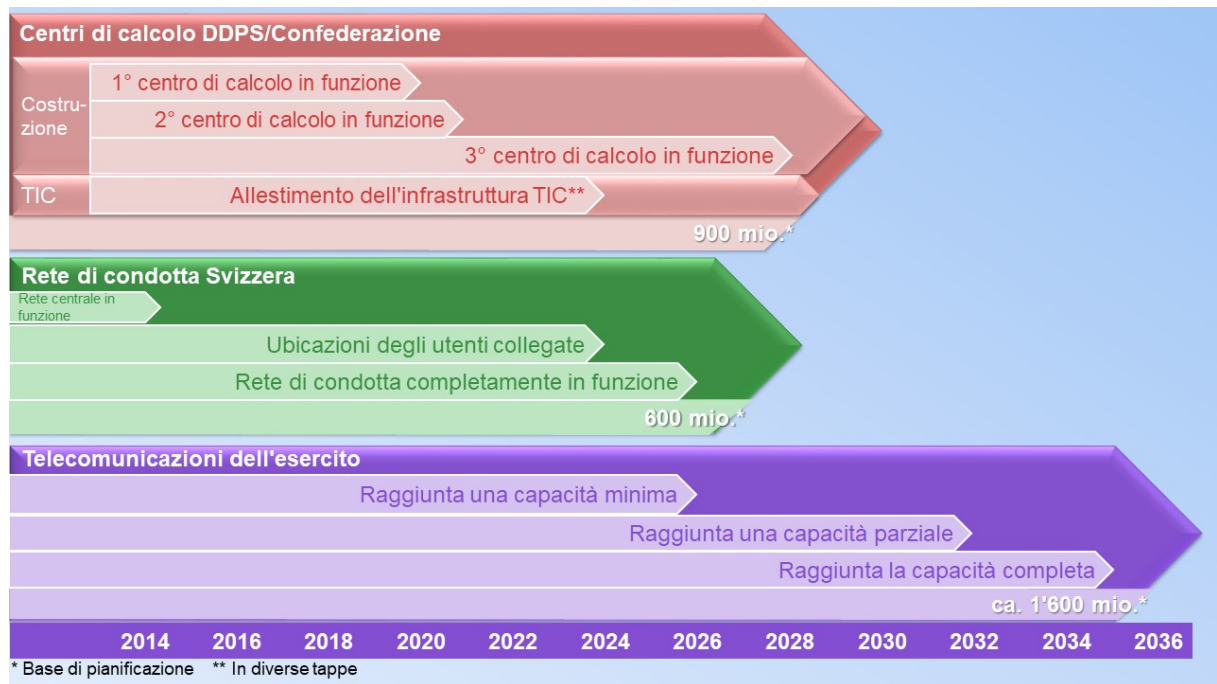 Centri di calcolo DDPS/Confederazione
Costru-
zione
1° centro di calcolo in funzione
2° centro di calcolo in funzione
3° centro di calcolo in funzione
TIC
Allestimento dell'infrastruttura TIC**
900 mio.*
Rete di condotta Svizzera
Rete centrale in
funzione
Ubicazioni degli utenti collegate
Rete di condotta completamente in funzione
600 mio.*
Telecomunicazioni dell'esercito
Raggiunta una capacità minima
Raggiunta una capacità parziale
Raggiunta la capacità completa
ca. 1'600 mio.*
2014 2016 2018 2020 2022 2024 2026 2028 2030 2032 2034 2036
* Base di pianificazione ** In diverse tappe